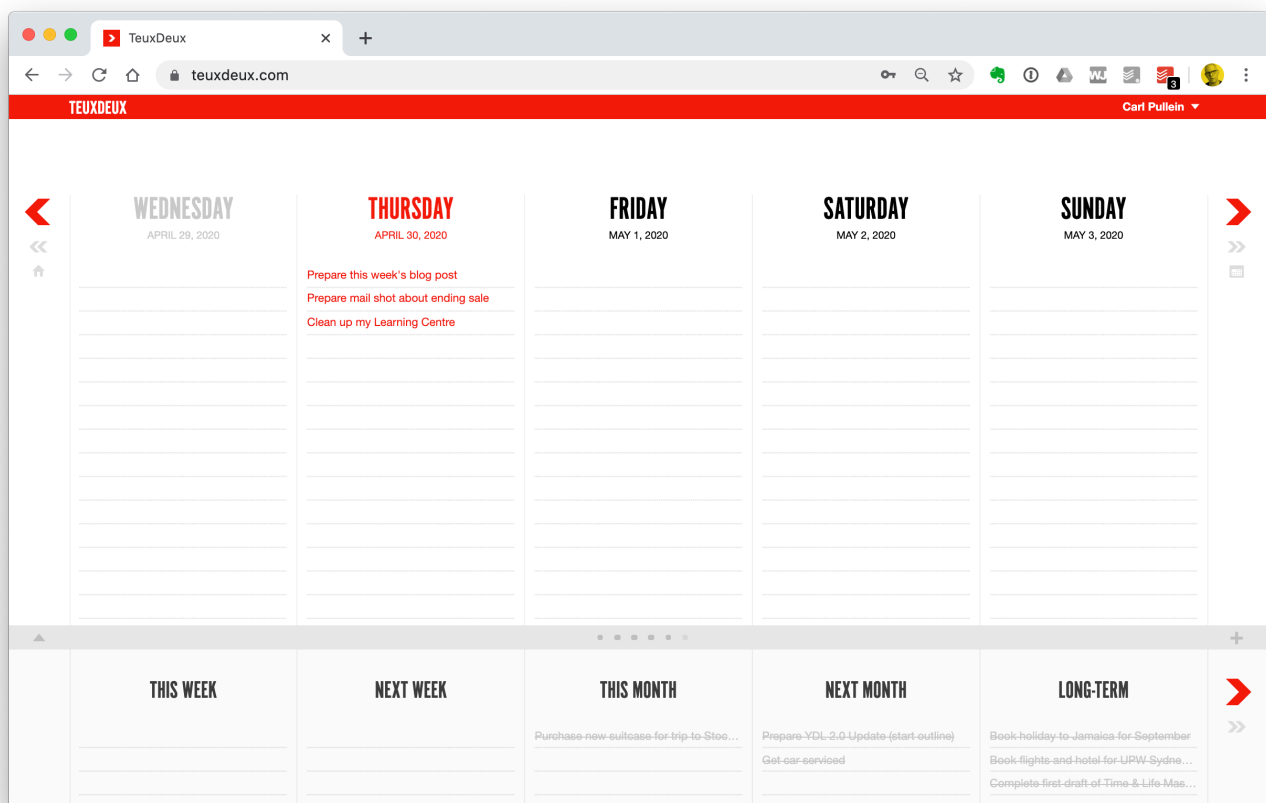 TeuxDeux
teuxdeux.com
WJ
3
TEUXDEUX
Carl Pullein
WEDNESDAY
APRIL 29, 2020
THURSDAY
APRIL 30, 2020
Prepare this week's blog post
Prepare mail shot about ending sale
Clean up my Learning Centre
FRIDAY
MAY 1, 2020
SATURDAY
MAY 2, 2020
SUNDAY
MAY 3, 2020
THIS WEEK
NEXT WEEK
THIS MONTH
Purchase new suitcase for trip to Stoc...
NEXT MONTH
Prepare YDL 2.0 Update (start outline)
Get car serviced
LONG-TERM
Book holiday to Jamaica for September
Book flights and hotel for UPW Sydne...
Complete first draft of Time & Life Mas...